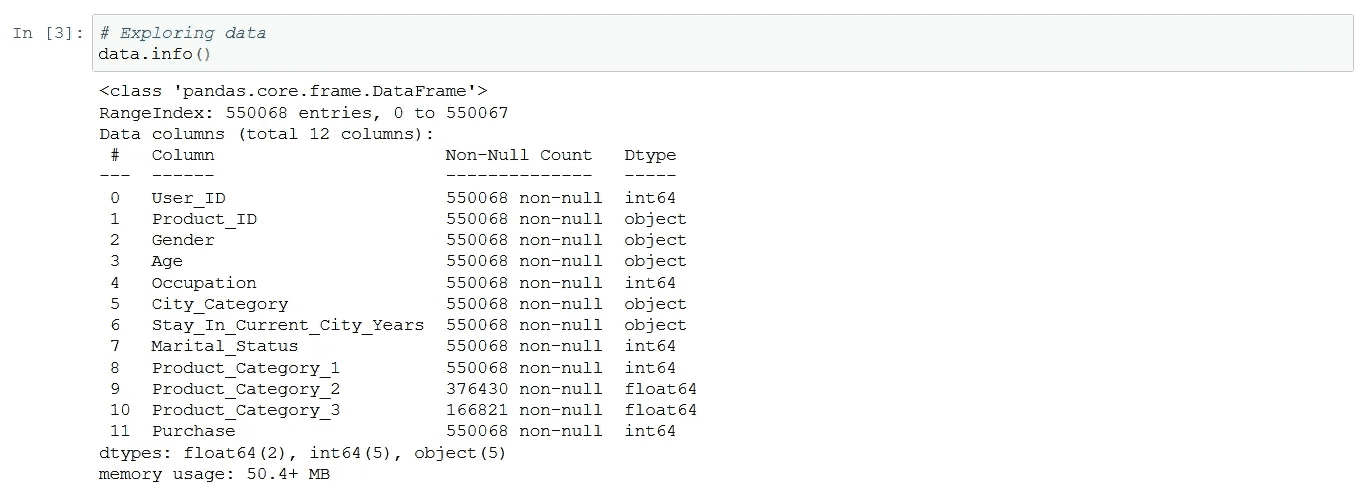 In [3]: # Exploring data
data.info()
<class 'pandas.core.frame.DataFrame'>
RangeIndex: 550068 entries, 0 to 550067
Data columns (total 12 columns):
#   Column                      Non-Null Count   Dtype
---  ------                      --------------   -----
0   User_ID                     550068 non-null  int64
1   Product_ID                  550068 non-null  object
2   Gender                      550068 non-null  object
3   Age                         550068 non-null  object
4   Occupation                  550068 non-null  int64
5   City_Category               550068 non-null  object
6   Stay_In_Current_City_Years  550068 non-null  object
7   Marital_Status              550068 non-null  int64
8   Product_Category_1          550068 non-null  int64
9   Product_Category_2          376430 non-null  float64
10  Product_Category_3          166821 non-null  float64
11  Purchase                    550068 non-null  int64
dtypes: float64(2), int64(5), object(5)
memory usage: 50.4+ MB